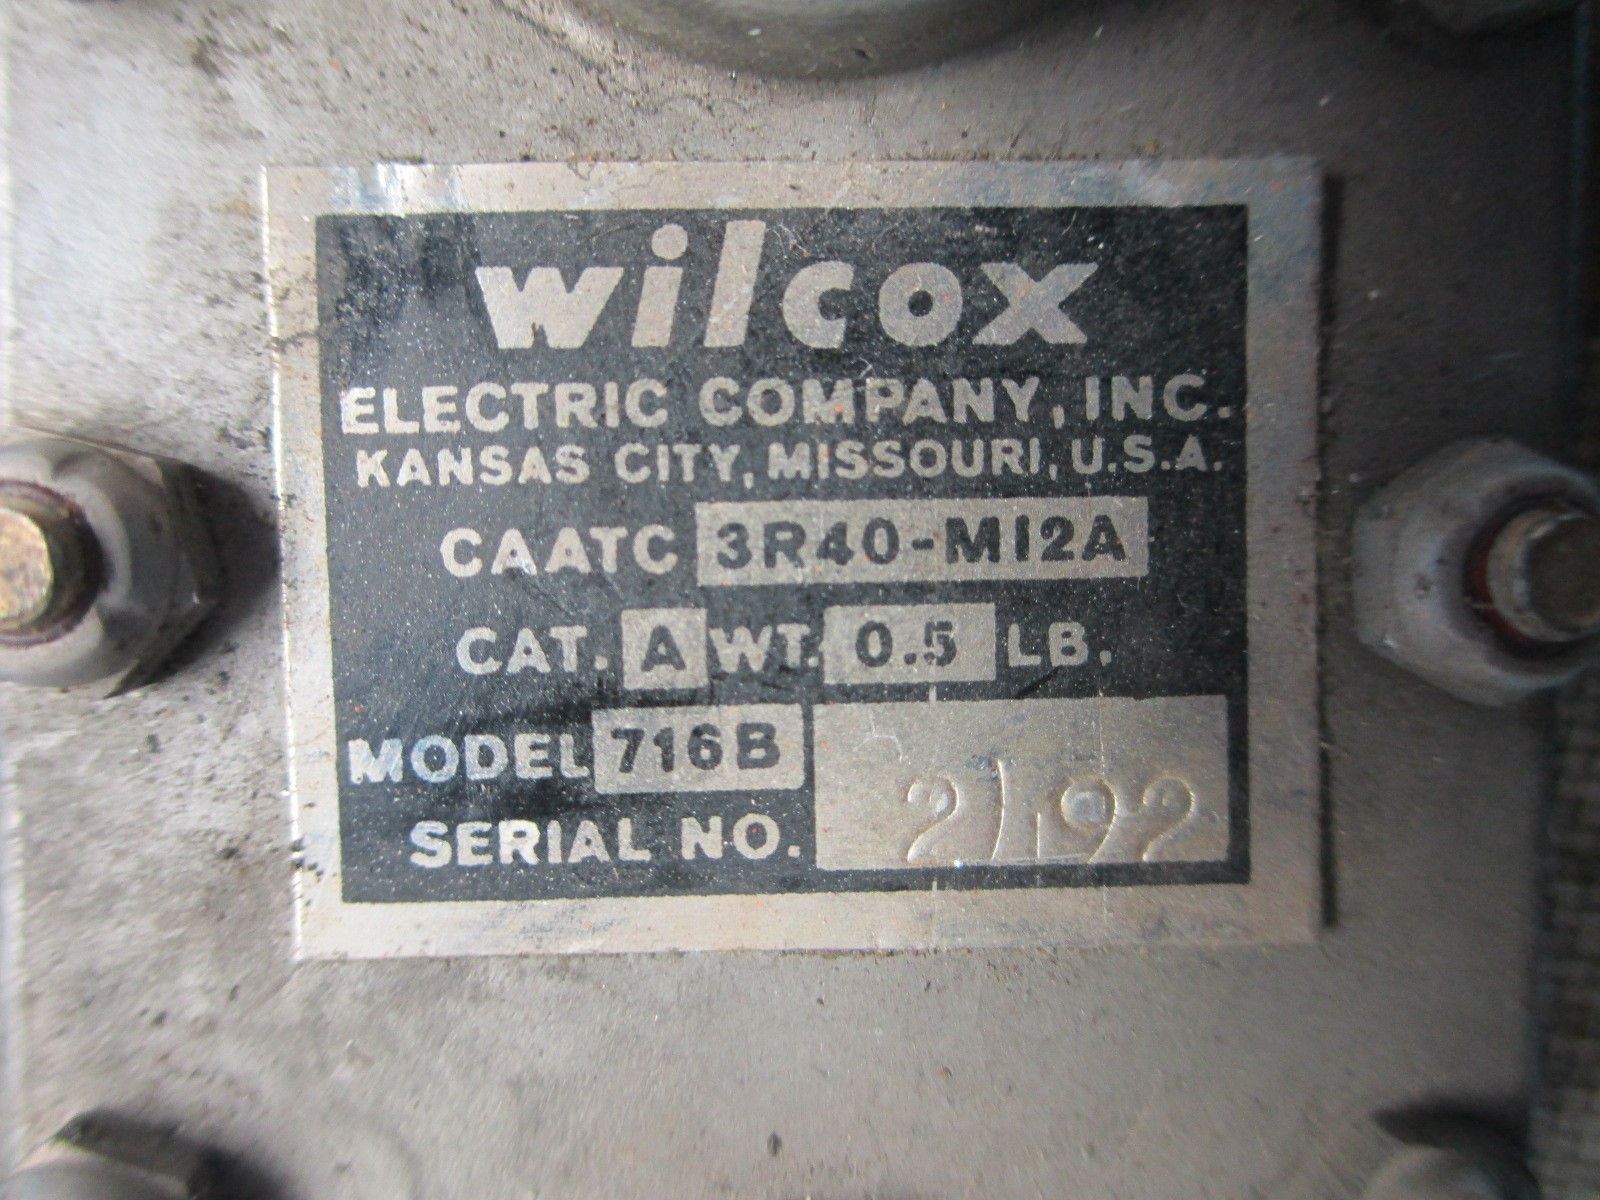 wilcox
ELECTRIC COMPANY, INC.
KANSAS CITY, MISSOURI, U.S.A.
CAATC 3R40-M12A
CAT. A WT. 0.5 LB.
MODEL 716B
SERIAL NO. 2192